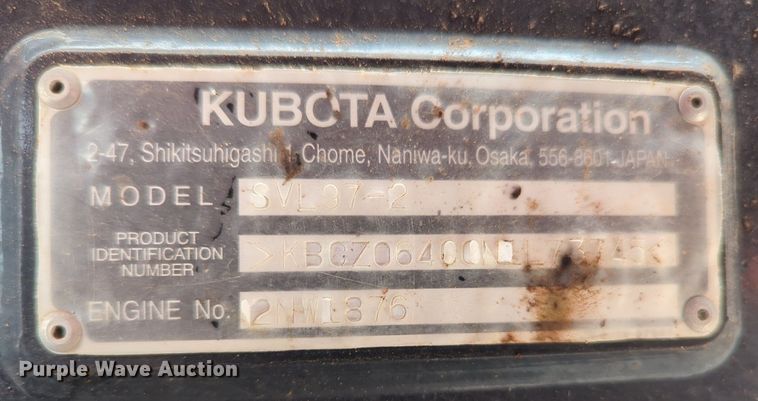 KUBOTA Corporation
2-47, Shikitsuhigashi 1-Chome, Naniwa-ku, Osaka, 556-8601 JAPAN
MODEL SVL97-2
PRODUCT
IDENTIFICATION
NUMBER
ENGINE No. 2NW1876
Purple Wave Auction®